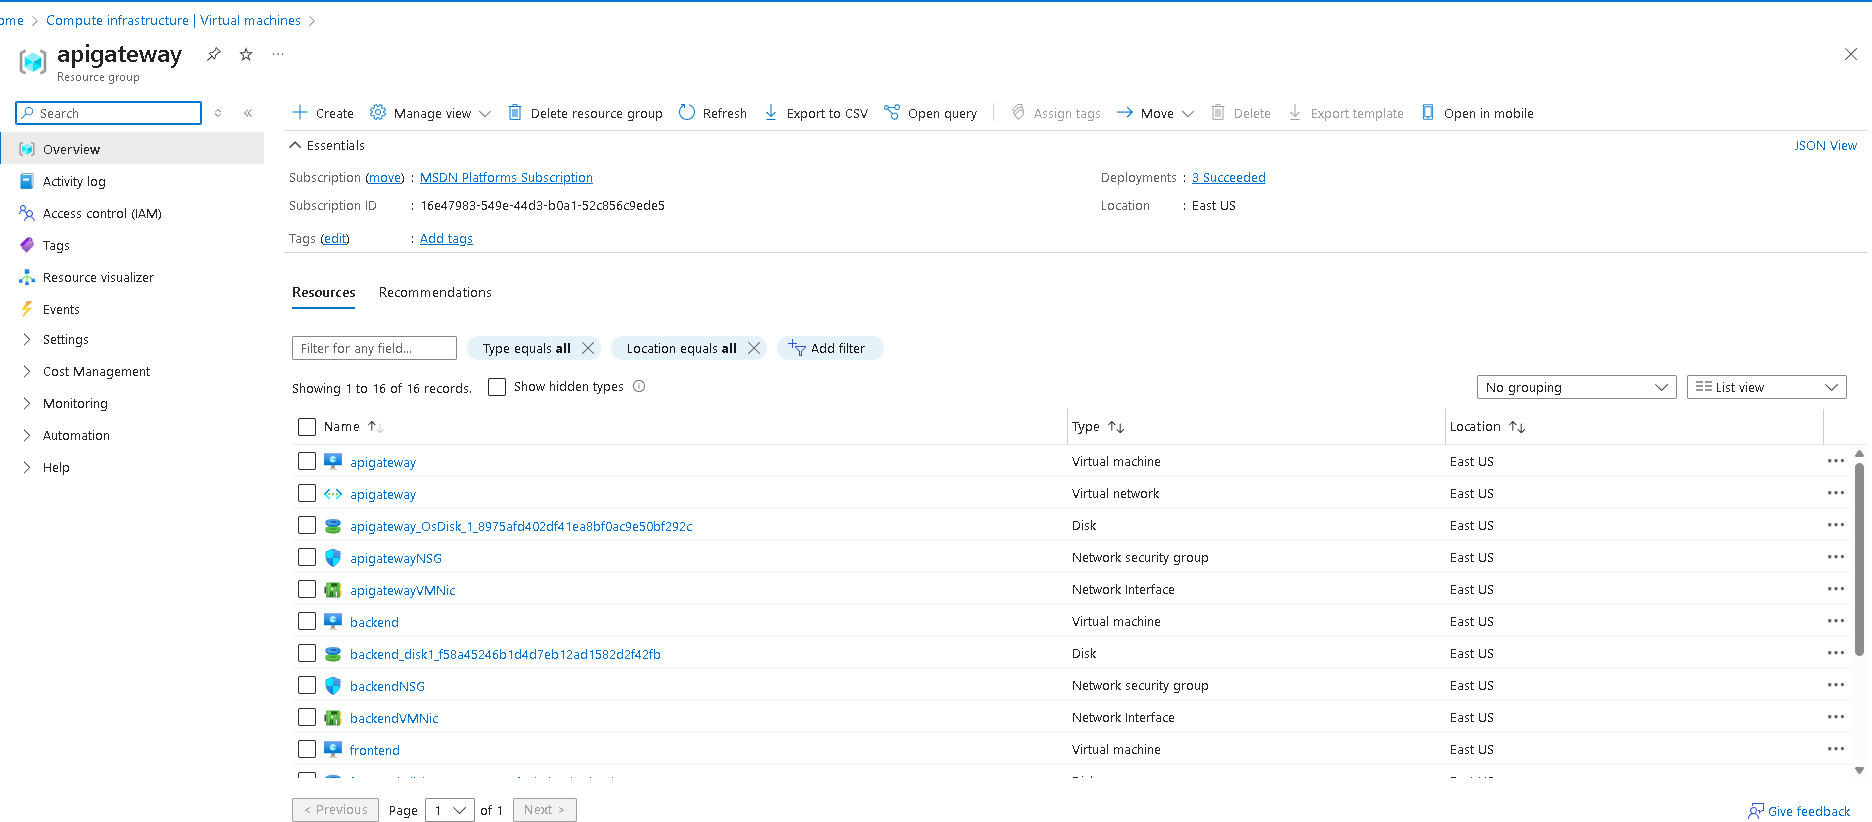 ome > Compute infrastructure | Virtual machines >
apigateway
Resource group
Search
Create Manage view Delete resource group Refresh Export to CSV Open query Assign tags Move Delete Export template Open in mobile
Overview
Activity log
Access control (IAM)
Tags
Resource visualizer
Events
Settings
Cost Management
Monitoring
Automation
Help
Essentials JSON View
Subscription (move) : MSDN Platforms Subscription Deployments : 3 Succeeded
Subscription ID : 16e47983-549e-44d3-b0a1-52c856c9ede5 Location : East US
Tags (edit) : Add tags
Resources Recommendations
Filter for any field... Type equals all Location equals all Add filter
Showing 1 to 16 of 16 records. Show hidden types No grouping List view
Name Type Location
apigateway Virtual machine East US
apigateway Virtual network East US
apigateway_OsDisk_1_8975afd402df41ea8bf0ac9e50bf292c Disk East US
apigatewayNSG Network security group East US
apigatewayVMNic Network Interface East US
backend Virtual machine East US
backend_disk1_f58a45246b1d4d7eb12ad1582d2f42fb Disk East US
backendNSG Network security group East US
backendVMNic Network Interface East US
frontend Virtual machine East US
< Previous Page 1 of 1 Next > Give feedback